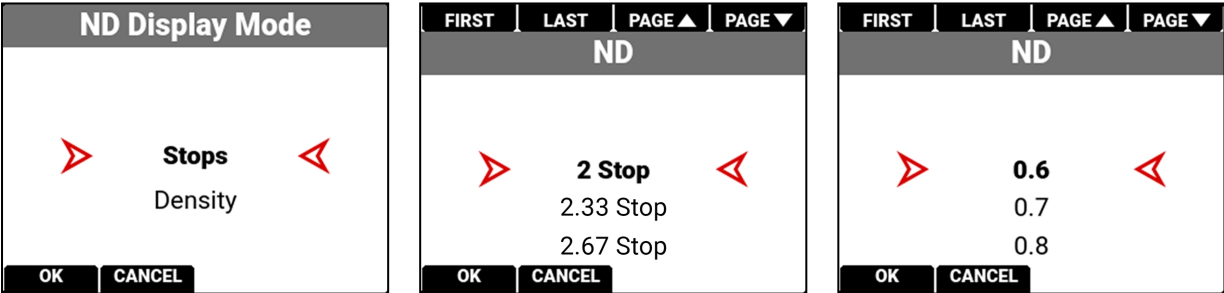 ND Display Mode
Stops
Density
OK CANCEL
FIRST LAST PAGE▲ PAGE▼
ND
2 Stop
2.33 Stop
2.67 Stop
OK CANCEL
FIRST LAST PAGE▲ PAGE▼
ND
0.6
0.7
0.8
OK CANCEL